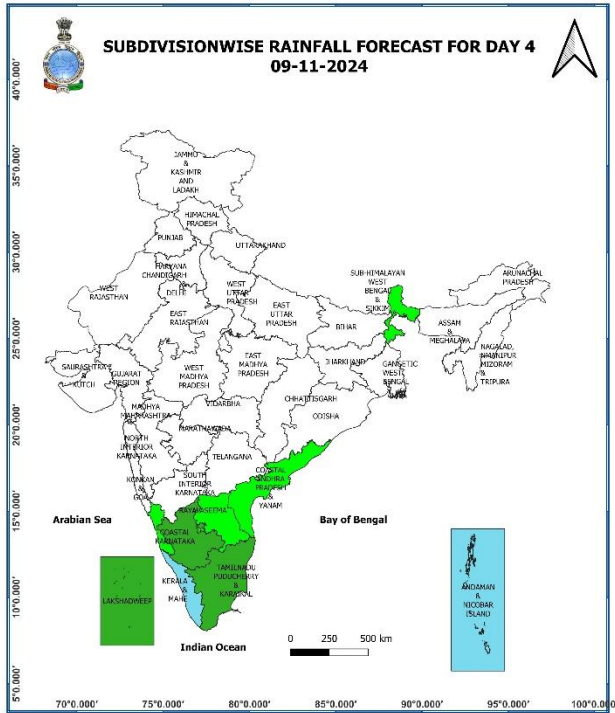 SUBDIVISIONWISE RAINFALL FORECAST FOR DAY 4
09-11-2024
40°0.000'
35°0.000'
30°0.000'
25°0.000'
20°0.000'
15°0.000'
10°0.000'
5°0.000'
JAMMO
&
KASHMIR
AND
LADAKH
HIMACHAL
PRADESH
PUNJAB
UTTARAKHAND
HARYANA
CHANDIGARH
&
DELHI
WEST
RAJASTHAN
WEST
UTTAR
PRADESH
EAST
RAJASTHAN
EAST
UTTAR
PRADESH
SUB-HIMALAYAN
WEST
BENGAL
&
SIKKIM
ARUNACHAL
PRADESH
BIHAR
ASSAM
&
MEGHALAYA
NAGALAD,
MANIPUR
MIZORAM
&
TRIPURA
SAURASHTRA
&
KUTCH
GUJARAT
REGION
WEST
MADHYA
PRADESH
EAST
MADHYA
PRADESH
JHARKHAND
GANGETIC
WEST
BENGAL
CHHATTISGARH
ODISHA
VIDARBHA
MADHYA
MAHARASHTRA
MARATHAWADA
NORTH
INTERIOR
KARNATAKA
TELANGANA
KONKAN
&
GOA
SOUTH
INTERIOR
KARNATAKA
COASTAL
ANDHRA
PRADESH
&
YANAM
RAYALASEEMA
COASTAL
KARNATAKA
Arabian Sea
Bay of Bengal
TAMILNADU
PUDUCHERRY
&
KARAIKAL
KERALA
&
MAHE
LAKSHADWEEP
ANDAMAN
&
NICOBAR
ISLAND
Indian Ocean
0 250 500 km
70°0.000' 75°0.000' 80°0.000' 85°0.000' 90°0.000' 95°0.000' 100°0.00